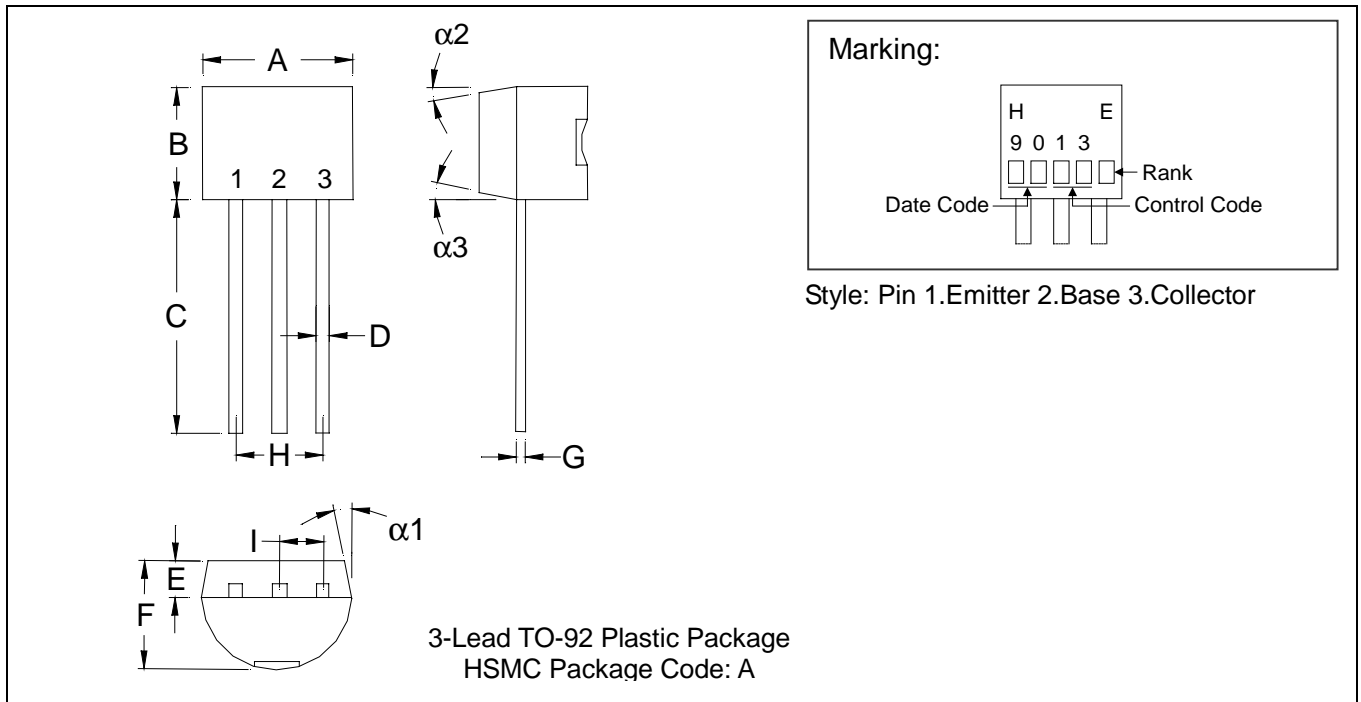 A
B
1 2 3
C
D
H
α2
α3
G
I
α1
E
F
3-Lead TO-92 Plastic Package
HSMC Package Code: A
Marking:
H E
9 0 1 3
Rank
Date Code Control Code
Style: Pin 1.Emitter 2.Base 3.Collector